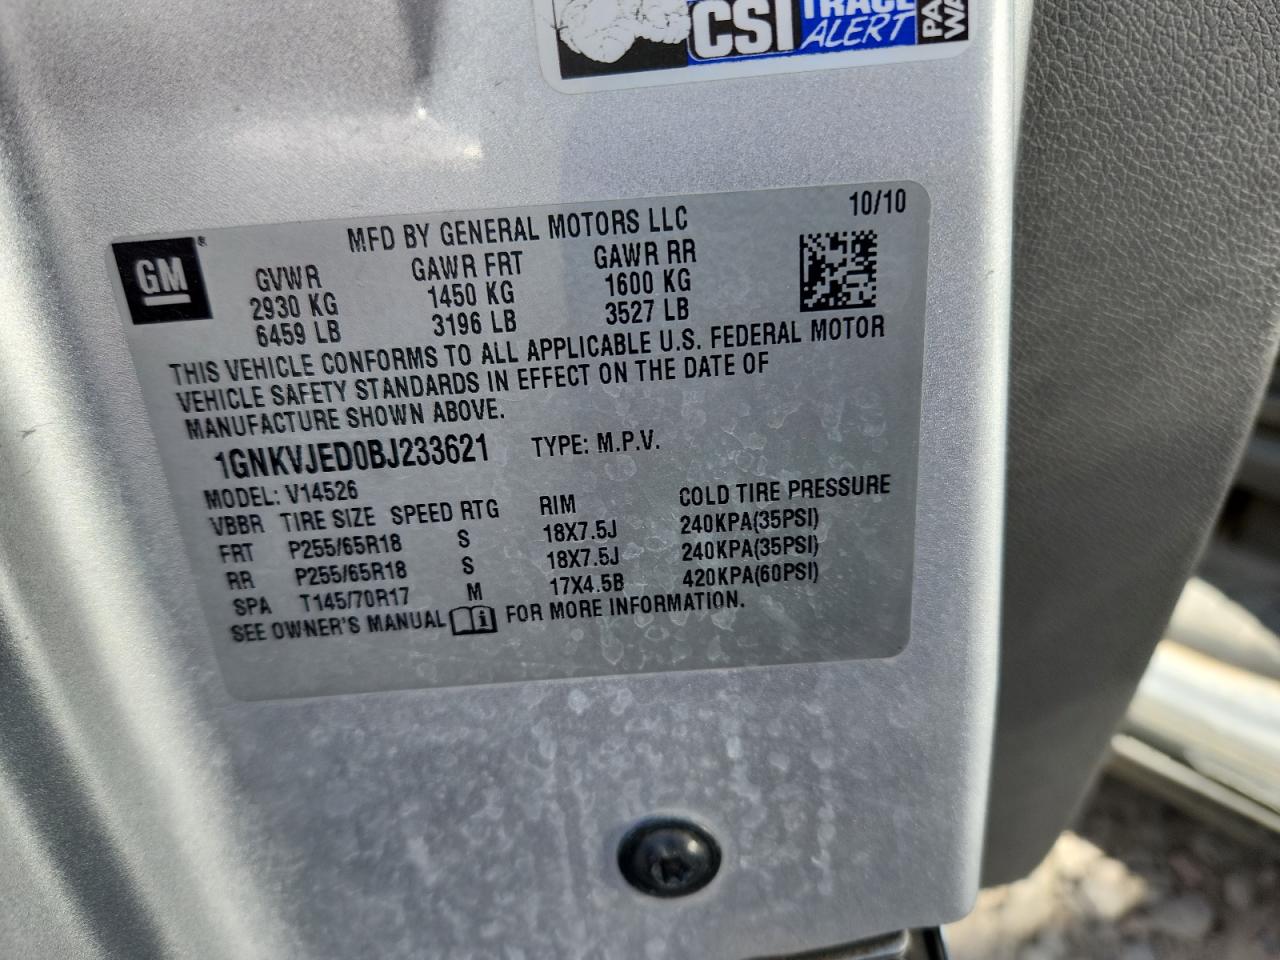 CSI TRACE ALERT
10/10
MFD BY GENERAL MOTORS LLC
GM®
GVWR GAWR FRT GAWR RR
2930 KG 1450 KG 1600 KG
6459 LB 3196 LB 3527 LB
THIS VEHICLE CONFORMS TO ALL APPLICABLE U.S. FEDERAL MOTOR
VEHICLE SAFETY STANDARDS IN EFFECT ON THE DATE OF
MANUFACTURE SHOWN ABOVE.
1GNKVJED0BJ233621 TYPE: M.P.V.
MODEL: V14526
VBBR TIRE SIZE SPEED RTG RIM COLD TIRE PRESSURE
FRT P255/65R18 S 18X7.5J 240KPA(35PSI)
RR P255/65R18 S 18X7.5J 240KPA(35PSI)
SPA T145/70R17 M 17X4.5B 420KPA(60PSI)
SEE OWNER'S MANUAL i FOR MORE INFORMATION.